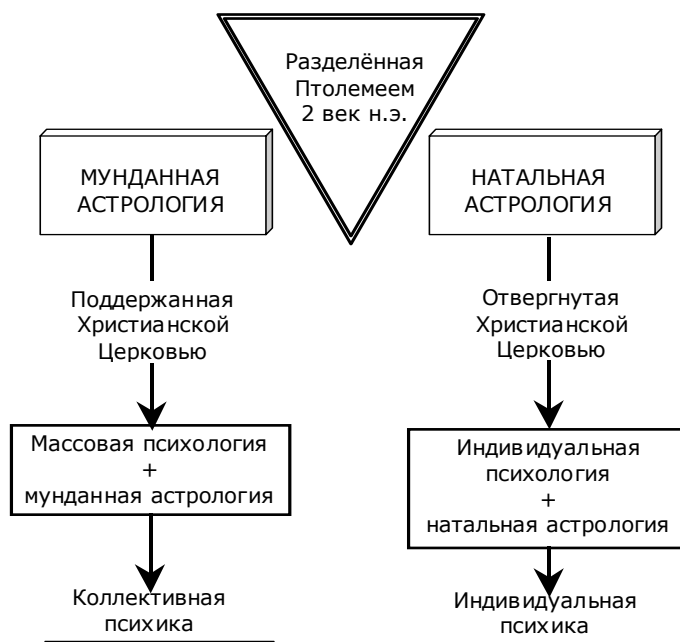 Разделённая
Птолемеем
2 век н.э.
МУНДАННАЯ
АСТРОЛОГИЯ
НАТАЛЬНАЯ
АСТРОЛОГИЯ
Поддержанная
Христианской
Церковью
Отвергнутая
Христианской
Церковью
Массовая психология
+
мунданная астрология
Индивидуальная
психология
+
натальная астрология
Коллективная
психика
Индивидуальная
психика